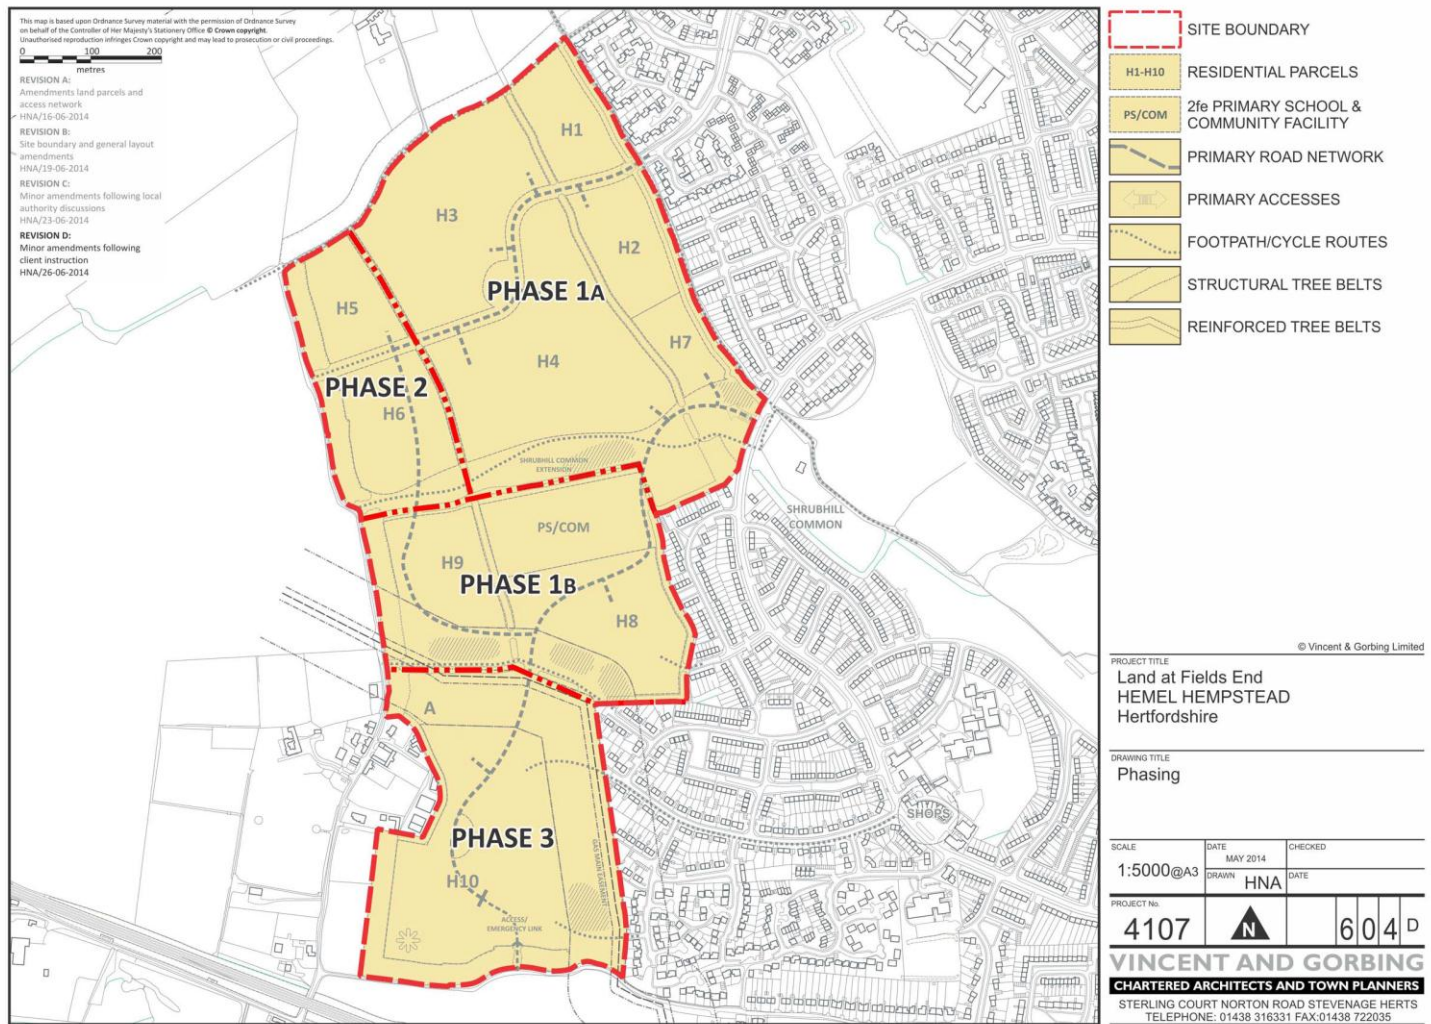 This map is based upon Ordnance Survey material with the permission of Ordnance Survey
on behalf of the Controller of Her Majesty's Stationery Office © Crown copyright.
Unauthorised reproduction infringes Crown copyright and may lead to prosecution or civil proceedings.
0 100 200
metres
REVISION A:
Amendments land parcels and
access network
HNA/16-06-2014
REVISION B:
Site boundary and general layout
amendments
HNA/19-06-2014
REVISION C:
Minor amendments following local
authority discussions
HNA/23-06-2014
REVISION D:
Minor amendments following
client instruction
HNA/26-06-2014
H1
H3
H2
PHASE 1A
H5
H7
H4
PHASE 2
H6
SHRUBHILL COMMON
EXTENSION
SHRUBHILL
COMMON
PS/COM
H9
PHASE 1B
H8
A
PHASE 3
SHOPS
GAS MAIN EASEMENT
H10
ACCESS/
EMERGENCY LINK
SITE BOUNDARY
H1-H10 RESIDENTIAL PARCELS
PS/COM 2fe PRIMARY SCHOOL &
COMMUNITY FACILITY
PRIMARY ROAD NETWORK
PRIMARY ACCESSES
FOOTPATH/CYCLE ROUTES
STRUCTURAL TREE BELTS
REINFORCED TREE BELTS
© Vincent & Gorbing Limited
PROJECT TITLE
Land at Fields End
HEMEL HEMPSTEAD
Hertfordshire
DRAWING TITLE
Phasing
SCALE DATE CHECKED
1:5000@A3 MAY 2014
DRAWN HNA DATE
PROJECT No.
4107 N 6 0 4 D
VINCENT AND GORBING
CHARTERED ARCHITECTS AND TOWN PLANNERS
STERLING COURT NORTON ROAD STEVENAGE HERTS
TELEPHONE: 01438 316331 FAX:01438 722035